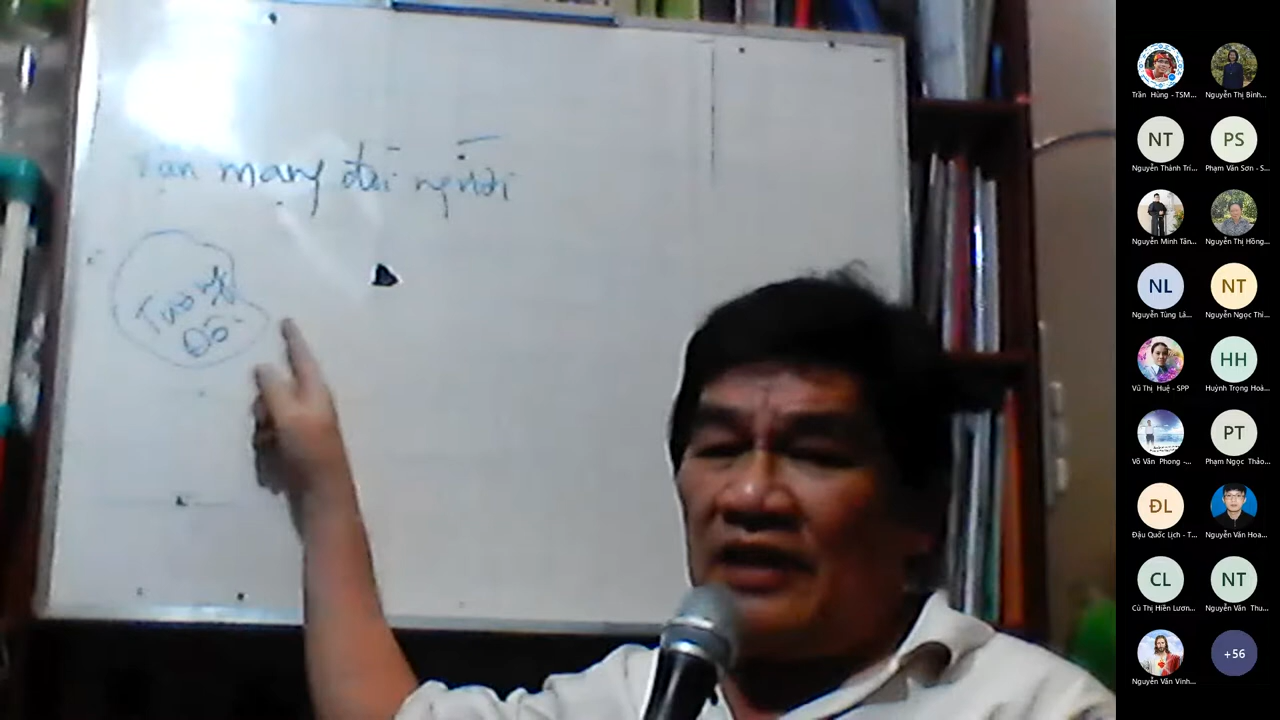 Vận mạng đời người
Tương
Đối
Trần Hùng - TSM...
Nguyễn Thị Bình...
NT
PS
Nguyễn Thành Trí...
Phạm Văn Sơn - S...
Nguyễn Minh Tân...
Nguyễn Thị Hồng...
NL
NT
Nguyễn Tùng Lâ...
Nguyễn Ngọc Thi...
HH
Vũ Thị Huệ - SPP
Huỳnh Trọng Hoà...
PT
Võ Văn Phong -...
Phạm Ngọc Thảo...
ĐL
Đậu Quốc Lịch - T...
Nguyễn Văn Hoa...
CL
NT
Cù Thị Hiền Lươn...
Nguyễn Văn Thu...
+56
Nguyễn Văn Vinh...